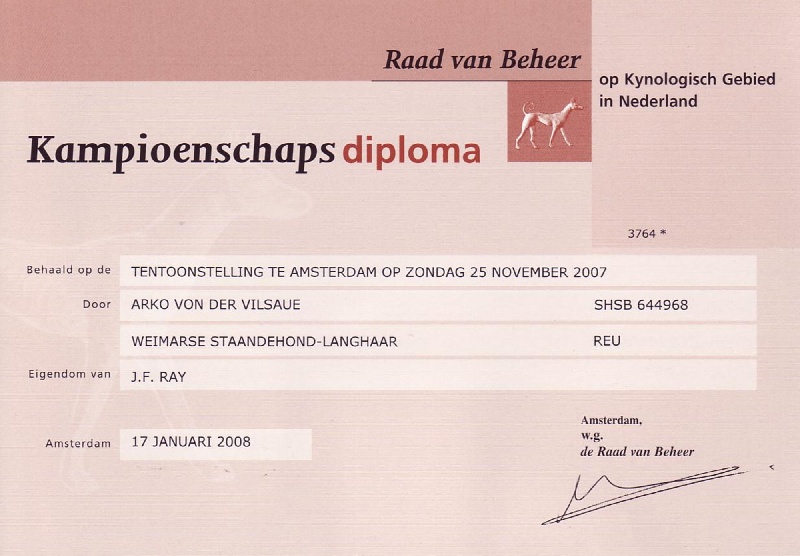 Raad van Beheer
op Kynologisch Gebied
in Nederland
Kampioenschaps diploma
3764 *
Behaald op de TENTOONSTELLING TE AMSTERDAM OP ZONDAG 25 NOVEMBER 2007
Door ARKO VON DER VILSAUE SHSB 644968
WEIMARSE STAANDEHOND-LANGHAAR REU
Eigendom van J.F. RAY
Amsterdam 17 JANUARI 2008
Amsterdam,
w.g.
de Raad van Beheer